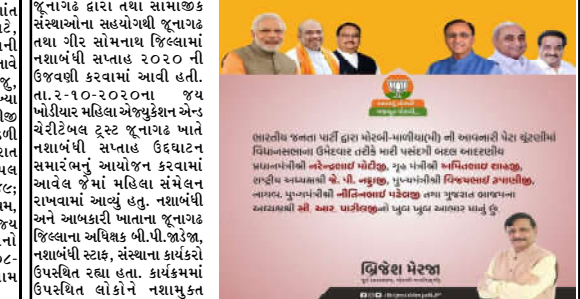 જૂનાગઢ દ્વારા તથા સામાજીક
સંસ્થાઓના સહયોગથી જૂનાગઢ
તથા ગીર સોમનાથ જિલ્લામાં
નશાબંધી સપ્તાહ ૨૦૨૦ ની
ઉજવણી કરવામાં આવી હતી.
તા.૨-૧૦-૨૦૨૦ના જય
ખોડીયાર મહિલા એજ્યુકેશન એન્ડ
ચેરીટેબલ ટ્રસ્ટ જૂનાગઢ ખાતે
નશાબંધી સપ્તાહ ઉદઘાટન
સમારંભનું આયોજન કરવામાં
આવેલ જેમાં મહિલા સંમેલન
રાખવામાં આવ્યું હતુ. નશાબંધી
અને આબકારી ખાતાના જૂનાગઢ
જિલ્લાના અધિક્ષક બી.પી.જાડેજા,
નશાબંધી સ્ટાફ, સંસ્થાના કાર્યકરો
ઉપસ્થિત રહ્યા હતા. કાર્યક્રમમાં
ઉપસ્થિત લોકોને નશામુક્ત
ભારતીય જનતા પાર્ટી દ્વારા મોરબી-માળીયા(મી) ની આવનારી પેટા ચૂંટણીમાં
વિધાનસભાના ઉમેદવાર તરીકે મારી પસંદગી બદલ આદરણીય
પ્રધાનમંત્રીશ્રી નરેન્દ્રભાઇ મોદીજી, ગૃહ મંત્રીશ્રી અમિતભાઇ શાહજી,
રાષ્ટ્રીય અધ્યક્ષશ્રી જે. પી. નડ્ડાજી, મુખ્યમંત્રીશ્રી વિજયભાઇ રૂપાણીજી,
નાયબ. મુખ્યમંત્રીશ્રી નીતિનભાઇ પટેલજી તથા ગુજરાત ભાજપના
અધ્યક્ષશ્રી સી. આર. પાટીલજીનો ખુબ ખુબ આભાર માનું છું
બ્રિજેશ મેરજા